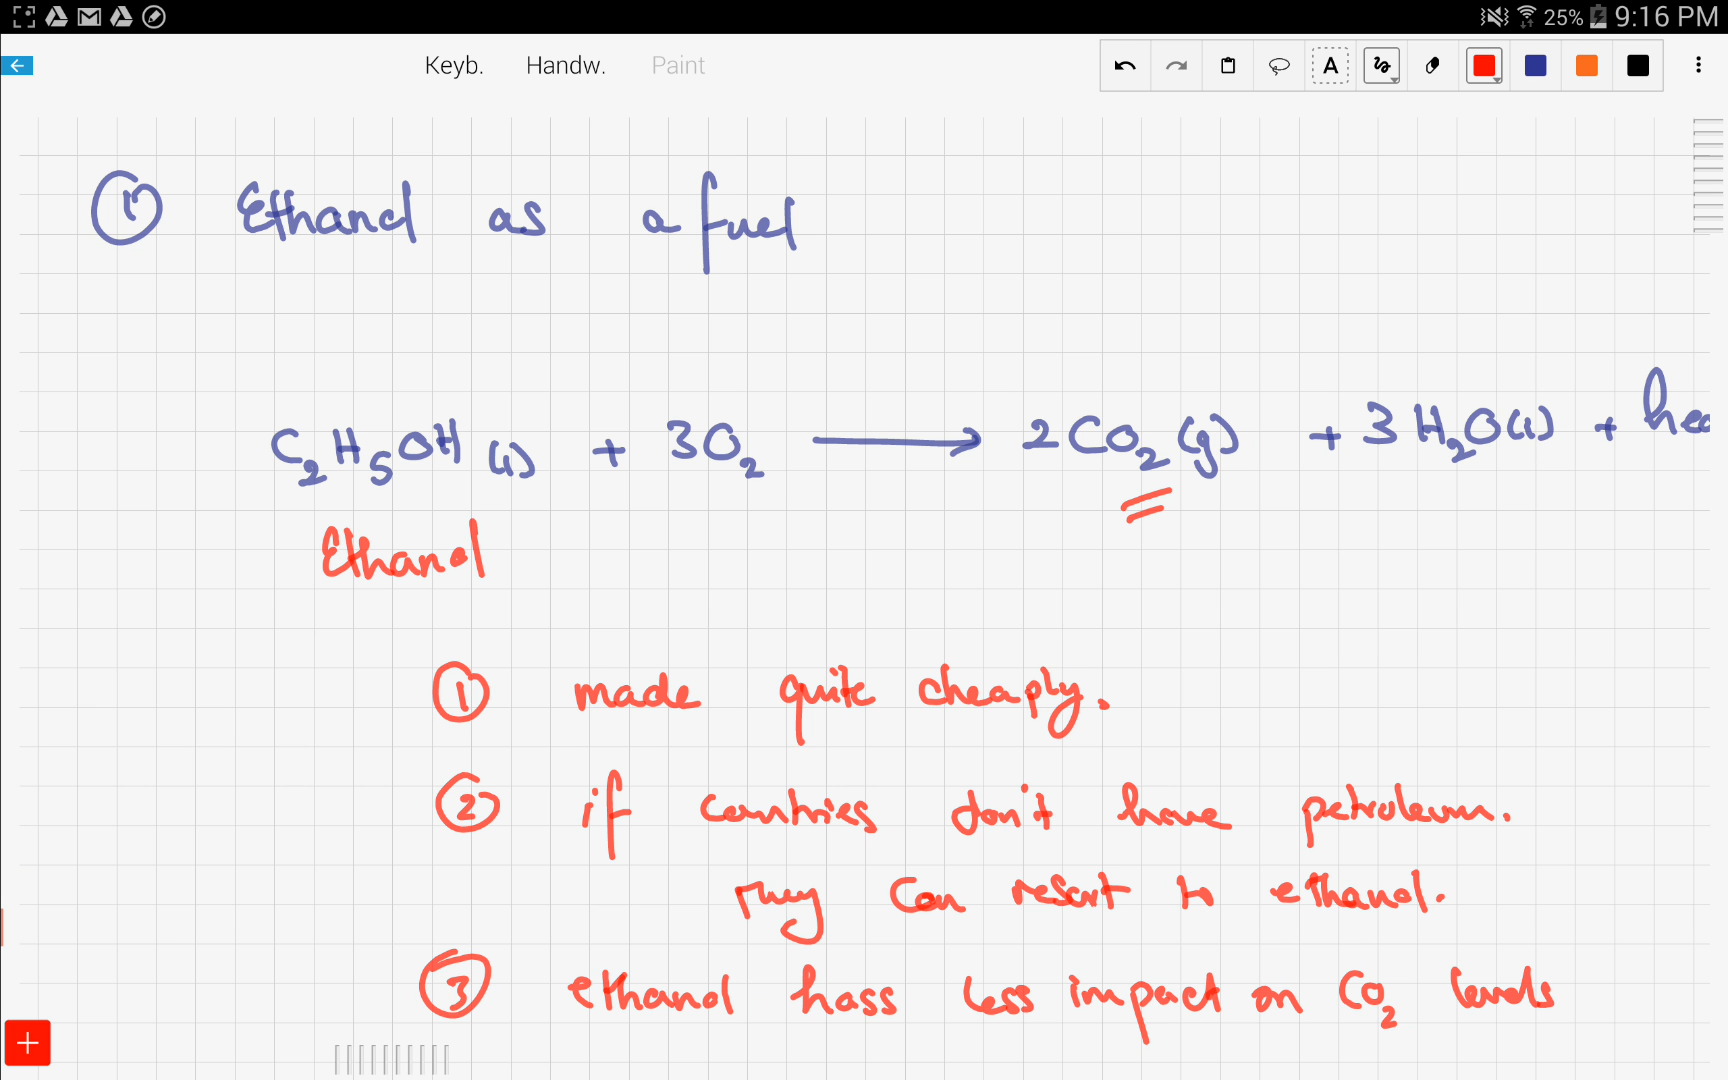 25% 9:16 PM
Keyb. Handw. Paint
A
① Ethanol as a fuel
C₂H₅OH (l) + 3O₂ → 2CO₂ (g) + 3H₂O(l) + hea
Ethanol
① made quite cheaply.
② if countries don't have petroleum.
They can resort to ethanol.
③ ethanol hass less impact on CO₂ levels